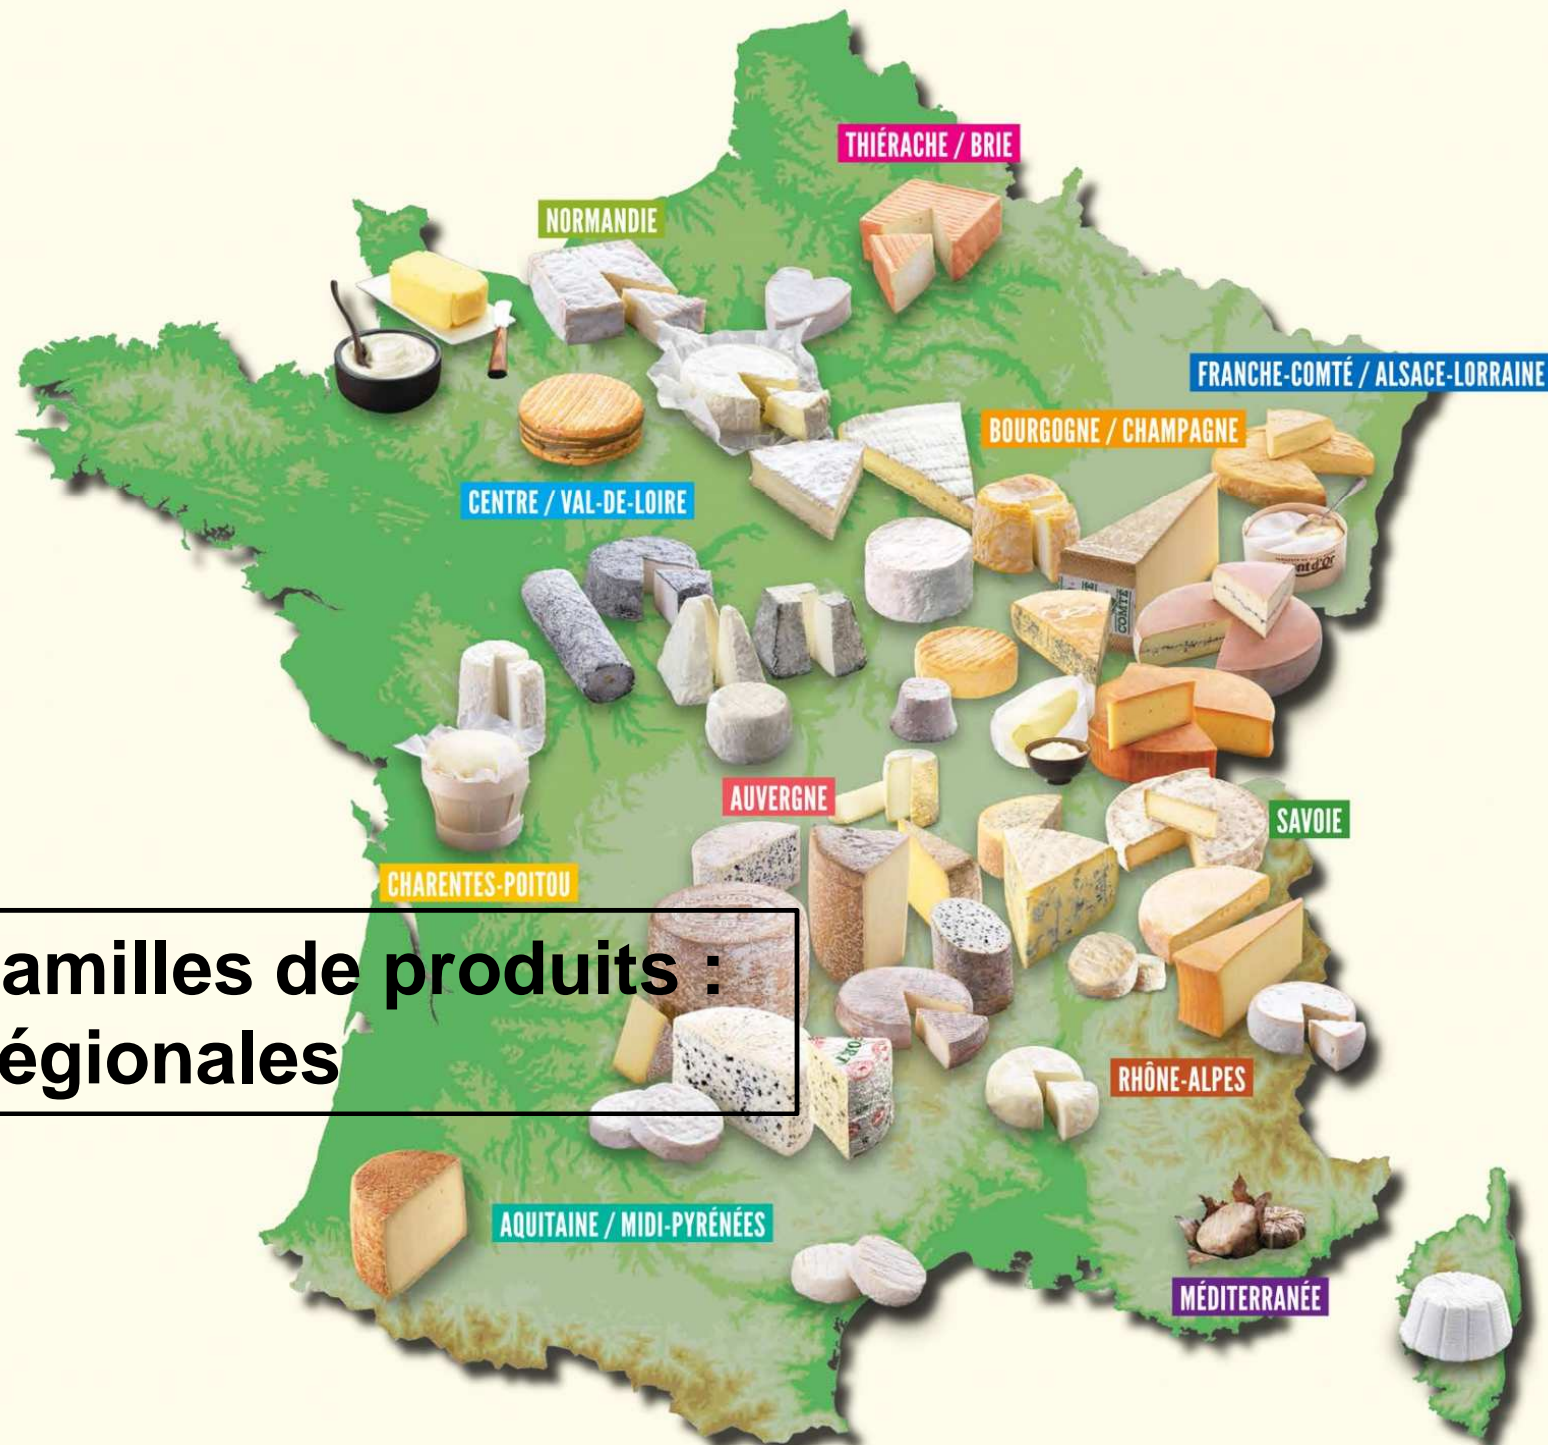 THIÉRACHE / BRIE
NORMANDIE
FRANCHE-COMTÉ / ALSACE-LORRAINE
BOURGOGNE / CHAMPAGNE
CENTRE / VAL-DE-LOIRE
COMTÉ
AUVERGNE
SAVOIE
CHARENTES-POITOU
amilles de produits :
égionales
RHÔNE-ALPES
AQUITAINE / MIDI-PYRÉNÉES
MÉDITERRANÉE